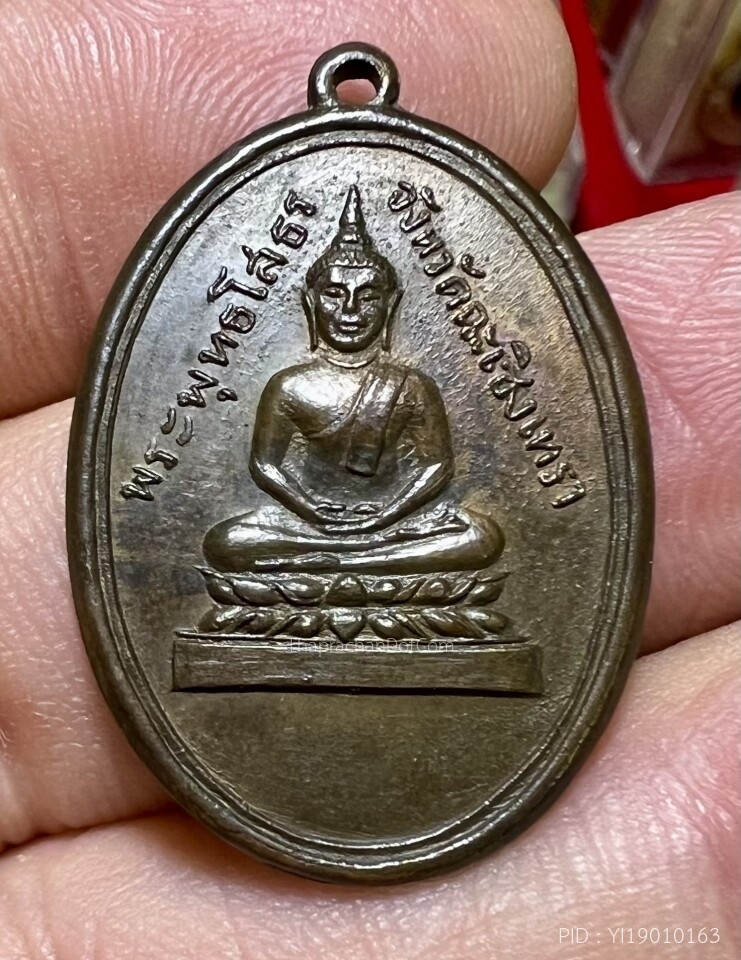 พระพุทธโสธร
จังหวัดฉะเชิงเทรา
ThaprachanDotCom
PID : YI19010163